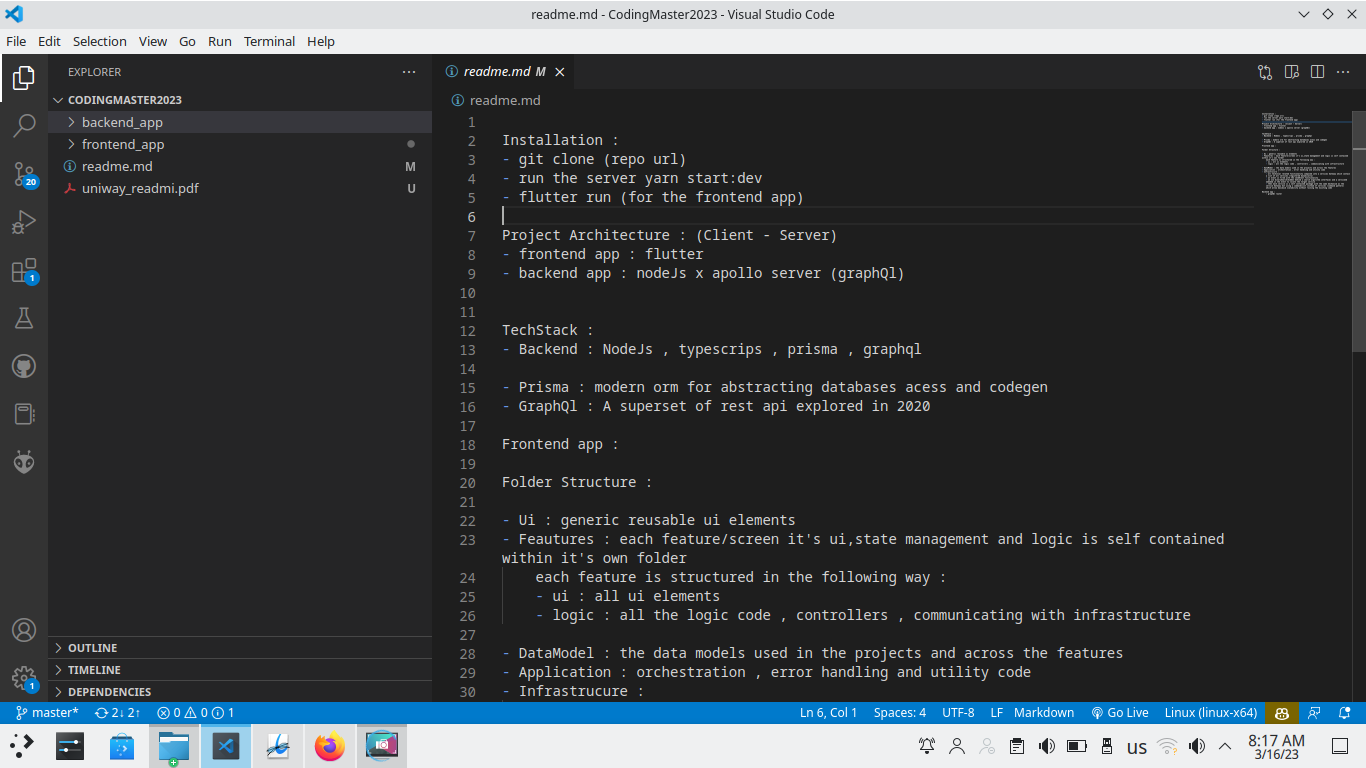 readme.md - CodingMaster2023 - Visual Studio Code
File Edit Selection View Go Run Terminal Help
EXPLORER
readme.md M
CODINGMASTER2023
backend_app
frontend_app
readme.md M
uniway_readmi.pdf U
20
1
OUTLINE
TIMELINE
DEPENDENCIES
1
readme.md
1
2 Installation :
3 - git clone (repo url)
4 - run the server yarn start:dev
5 - flutter run (for the frontend app)
6
7 Project Architecture : (Client - Server)
8 - frontend app : flutter
9 - backend app : nodeJs x apollo server (graphQl)
10
11
12 TechStack :
13 - Backend : NodeJs , typescrips , prisma , graphql
14
15 - Prisma : modern orm for abstracting databases acess and codegen
16 - GraphQl : A superset of rest api explored in 2020
17
18 Frontend app :
19
20 Folder Structure :
21
22 - Ui : generic reusable ui elements
23 - Feautures : each feature/screen it's ui,state management and logic is self contained
within it's own folder
24 each feature is structured in the following way :
25 - ui : all ui elements
26 - logic : all the logic code , controllers , communicating with infrastructure
27
28 - DataModel : the data models used in the projects and across the features
29 - Application : orchestration , error handling and utility code
30 - Infrastrucure :
master* 2↓ 2↑ 0 0 1 Ln 6, Col 1 Spaces: 4 UTF-8 LF Markdown Go Live Linux (linux-x64)
us 8:17 AM
3/16/23